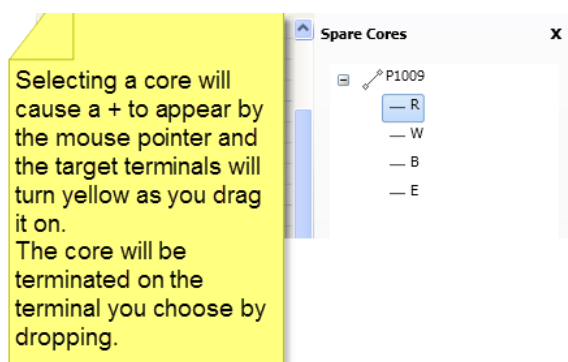 Selecting a core will
cause a + to appear by
the mouse pointer and
the target terminals will
turn yellow as you drag
it on.
The core will be
terminated on the
terminal you choose by
dropping.
Spare Cores X
P1009
R
W
B
E